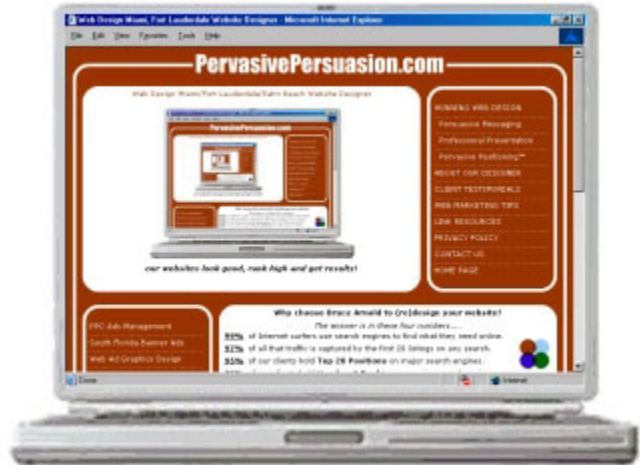 Web Design Miami, Fort Lauderdale Website Designer - Microsoft Internet Explorer
File Edit View Favorites Tools Help
PervasivePersuasion.com
Web Design Miami/Fort Lauderdale/Palm Beach Website Designer
PervasivePersuasion.com
our websites look good, rank high and get results!
WINNING WEB DESIGN
Persuasive Messaging
Professional Presentation
Pervasive Positioning™
ABOUT OUR DESIGNER
CLIENT TESTIMONIALS
WEB MARKETING TIPS
LINK RESOURCES
PRIVACY POLICY
CONTACT US
HOME PAGE
PPC Ads Management
South Florida Banner Ads
Web Ad Graphics Design
Why choose Bruce Arnold to (re)design your website?
The answer is in these four numbers....
of Internet surfers use search engines to find what they need online.
92% of all that traffic is captured by the first 20 listings on any search.
55% of our clients hold Top 20 Positions on major search engines.
Done
Internet